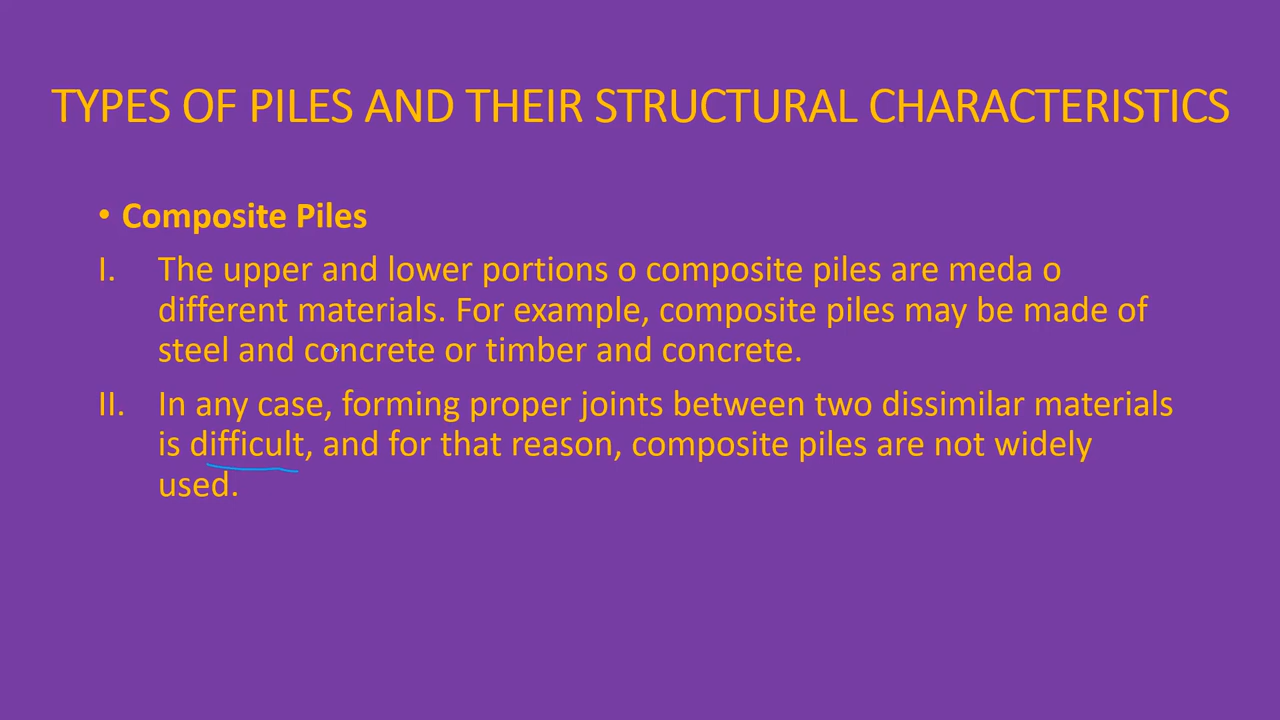 TYPES OF PILES AND THEIR STRUCTURAL CHARACTERISTICS
• Composite Piles
I. The upper and lower portions o composite piles are meda o
different materials. For example, composite piles may be made of
steel and concrete or timber and concrete.
II. In any case, forming proper joints between two dissimilar materials
is difficult, and for that reason, composite piles are not widely
used.